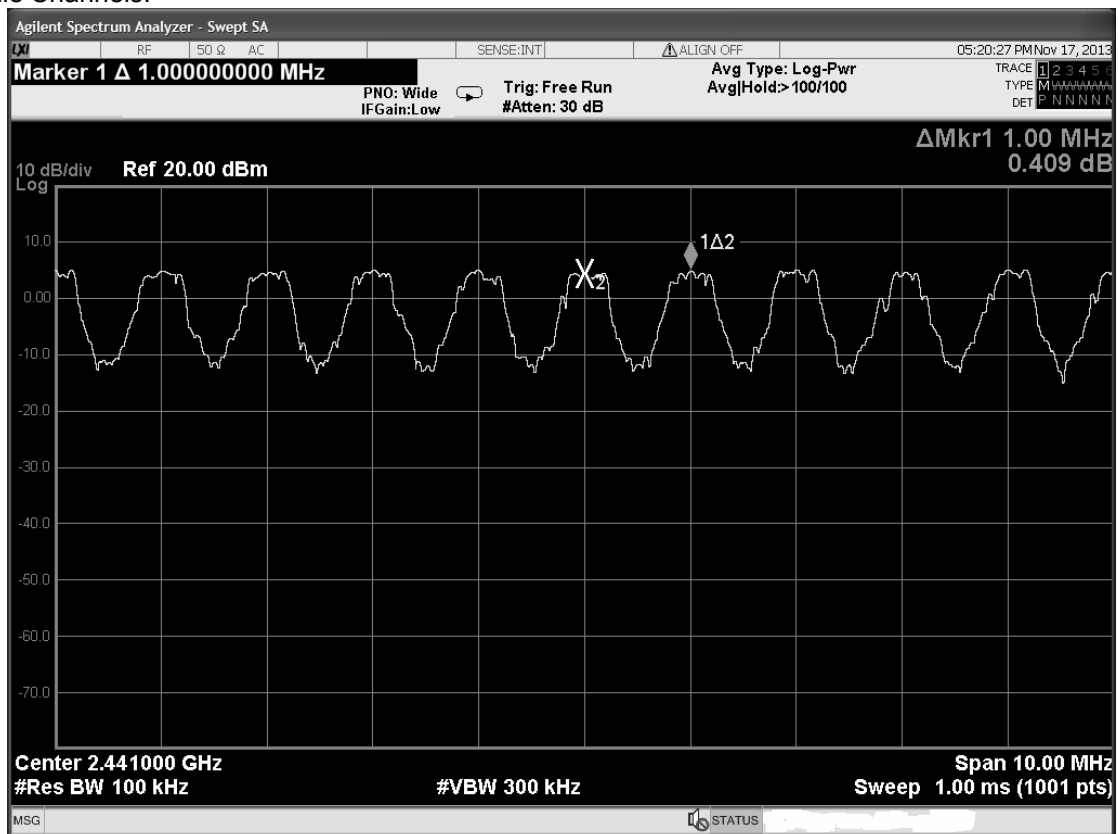 Agilent Spectrum Analyzer - Swept SA
LXI RF 50 Ω AC SENSE:INT ⚠ALIGN OFF 05:20:27 PM Nov 17, 2013
Marker 1 Δ 1.000000000 MHz
PNO: Wide
IFGain:Low
Trig: Free Run
#Atten: 30 dB
Avg Type: Log-Pwr
Avg|Hold:>100/100
TRACE 1 2 3 4 5
TYPE M WWWWW
DET P N N N N N
ΔMkr1 1.00 MHz
0.409 dB
10 dB/div Ref 20.00 dBm
Log
10.0
1Δ2
X2
0.00
-10.0
-20.0
-30.0
-40.0
-50.0
-60.0
-70.0
Center 2.441000 GHz Span 10.00 MHz
#Res BW 100 kHz #VBW 300 kHz Sweep 1.00 ms (1001 pts)
MSG STATUS